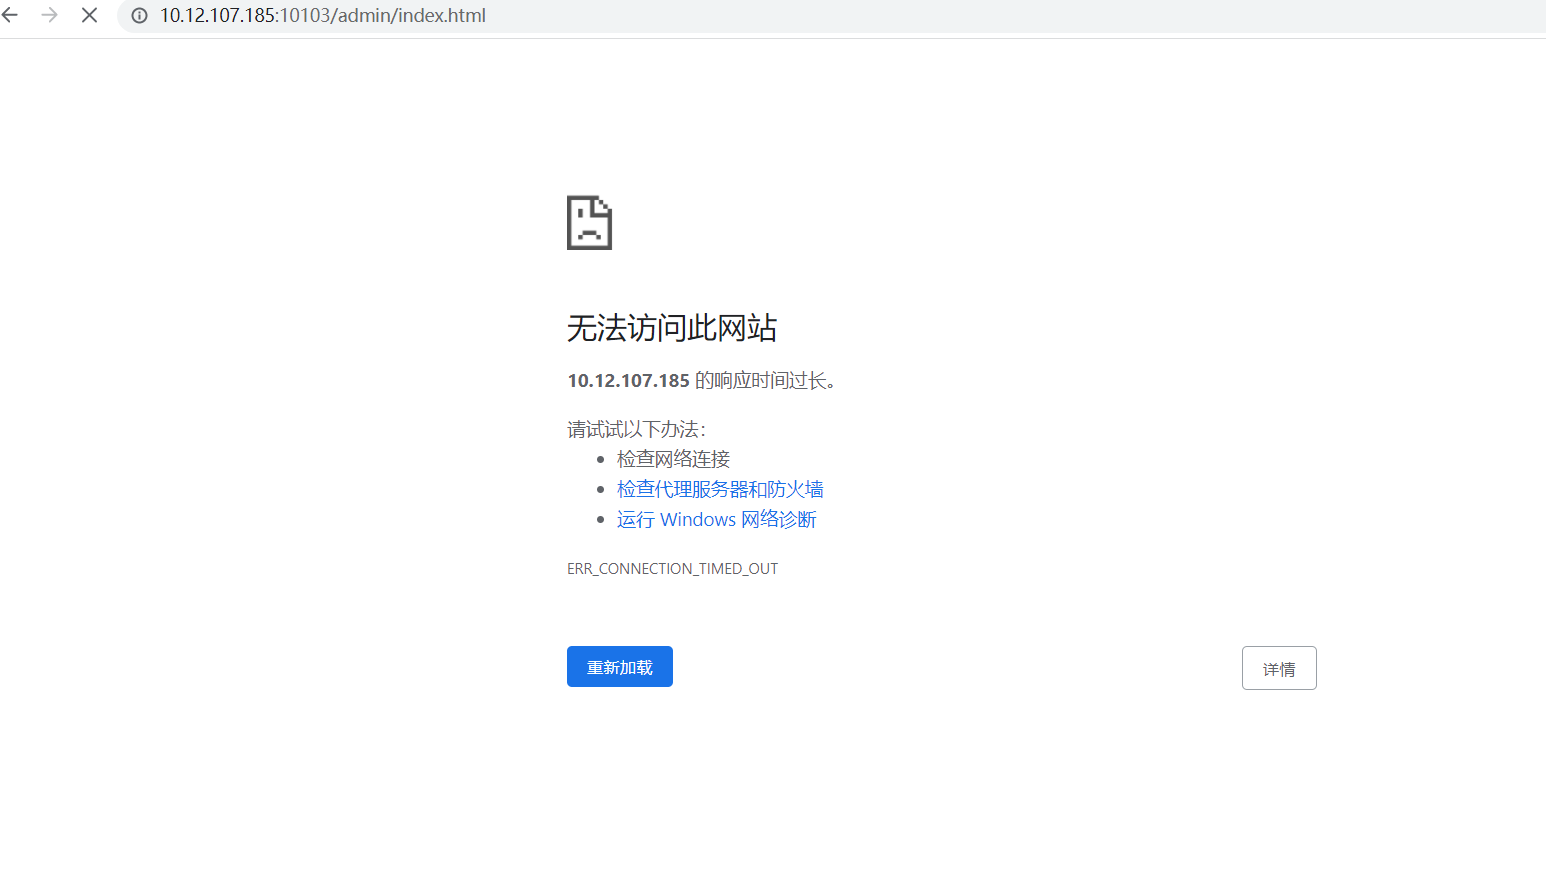 10.12.107.185:10103/admin/index.html
无法访问此网站
10.12.107.185 的响应时间过长。
请试试以下办法：
检查网络连接
检查代理服务器和防火墙
运行 Windows 网络诊断
ERR_CONNECTION_TIMED_OUT
重新加载
详情